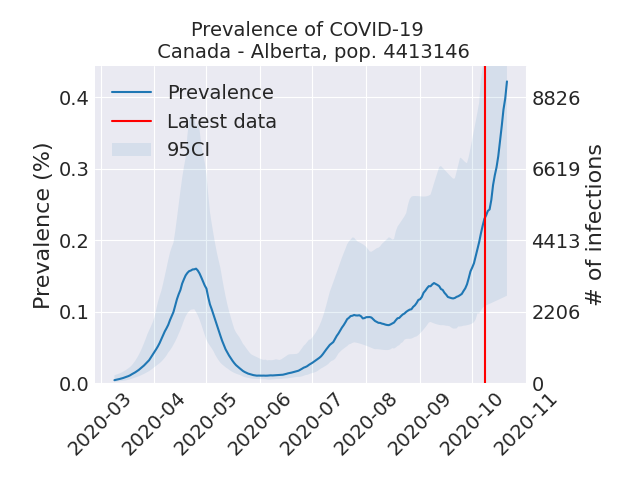 Prevalence of COVID-19
Canada - Alberta, pop. 4413146
Prevalence
Latest data
95CI
Prevalence (%)
0.4
0.3
0.2
0.1
0.0
8826
6619
4413
2206
0
# of infections
2020-03
2020-04
2020-05
2020-06
2020-07
2020-08
2020-09
2020-10
2020-11